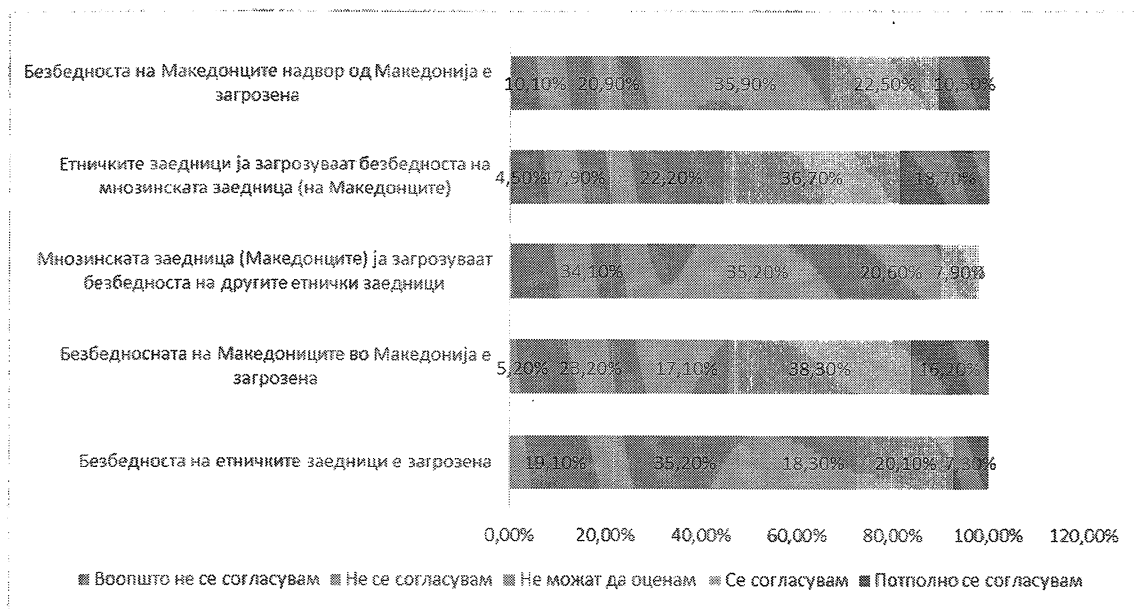 Безбедноста на Македонците надвор од Македонија е
загрозена
10,10% 20,90% 35,90% 22,50% 10,50%
Етничките заедници ја загрозуваат безбедноста на
мнозинската заедница (на Македонците)
4,50% 17,90% 22,20% 36,70% 18,70%
Мнозинската заедница (Македонците) ја загрозуваат
безбедноста на другите етнички заедници
34,10% 35,20% 20,60% 7,90%
Безбедносната на Македониците во Македонија е
загрозена
5,20% 23,20% 17,10% 38,30% 16,20%
Безбедноста на етничките заедници е загрозена
19,10% 35,20% 18,30% 20,10% 7,30%
0,00% 20,00% 40,00% 60,00% 80,00% 100,00% 120,00%
Воопшто не се согласувам Не се согласувам Не можат да оценам Се согласувам Потполно се согласувам